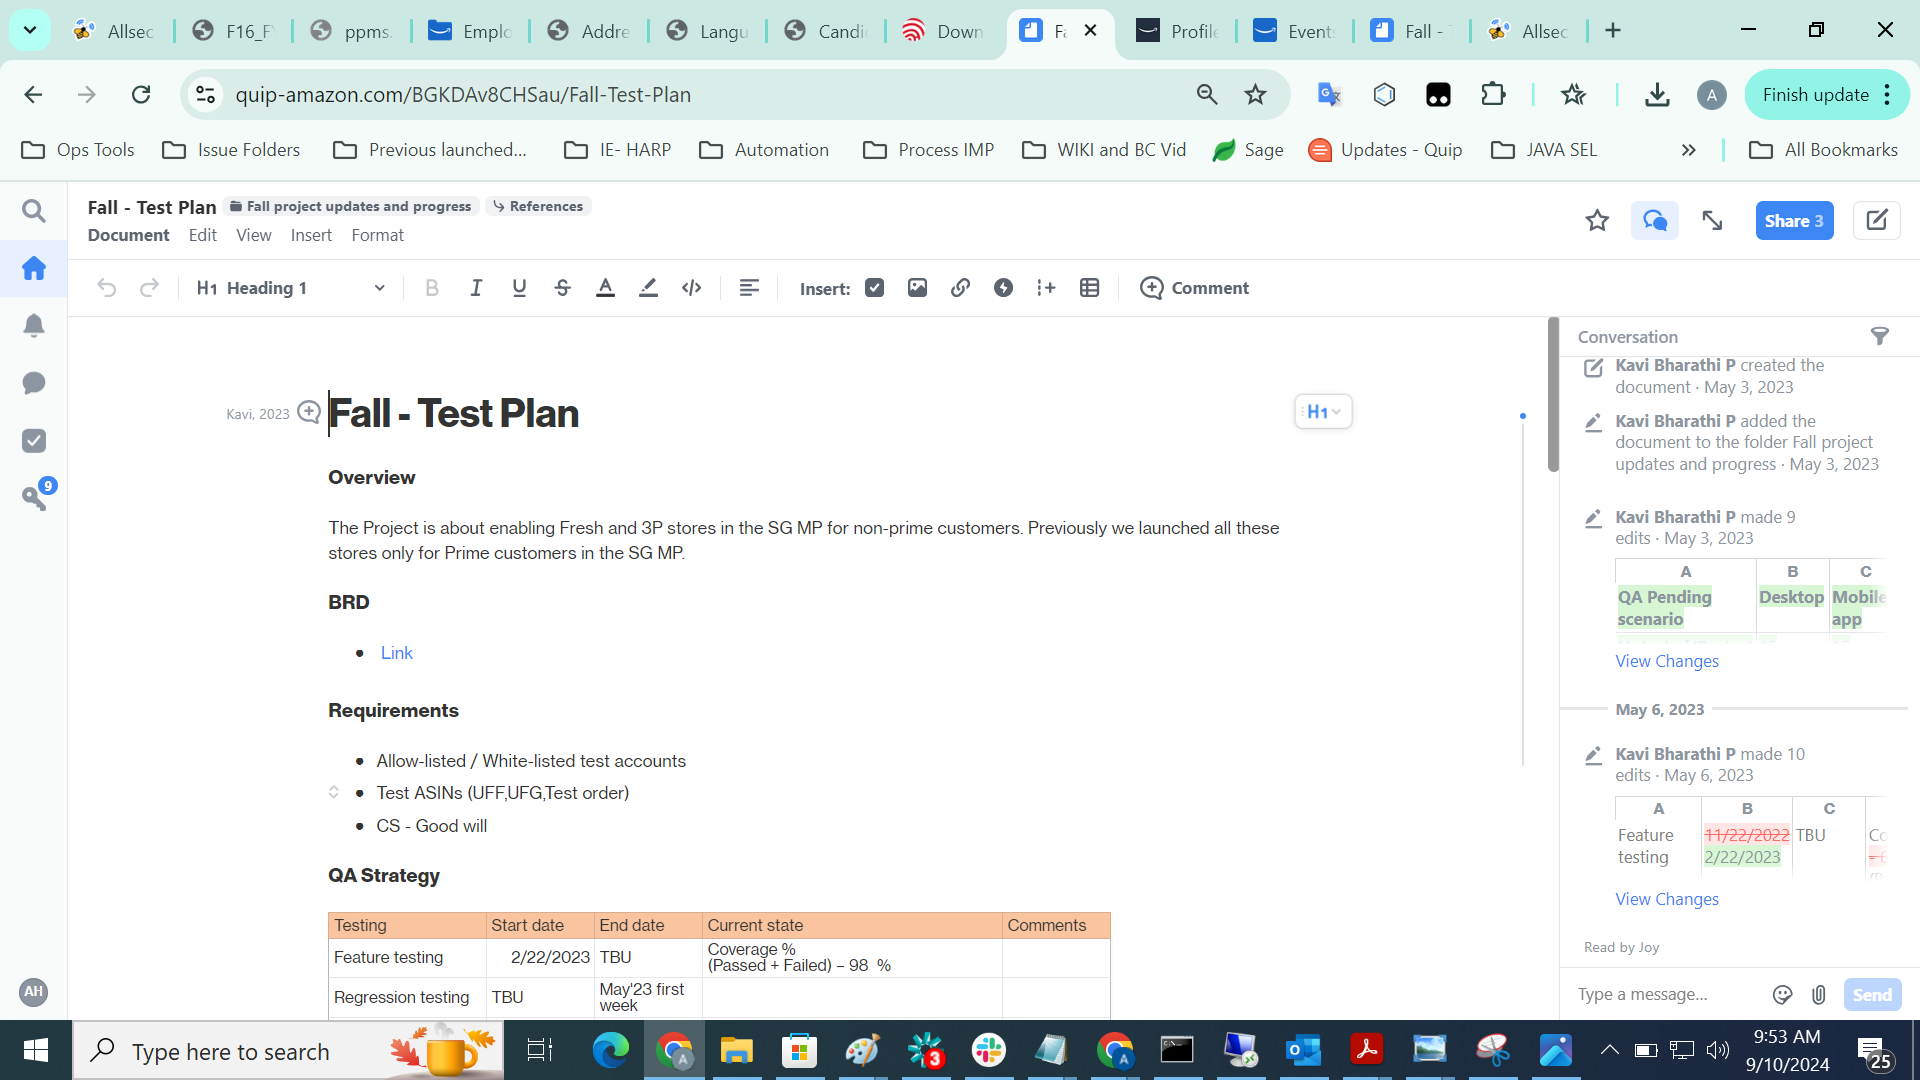 Allsec
F16_F
ppms.
Emplo
Addre
Langu
Candi
Down
Fa
Profile
Events
Fall -
Allsec
quip-amazon.com/BGKDAv8CHSau/Fall-Test-Plan
A
Finish update
Ops Tools
Issue Folders
Previous launched...
IE- HARP
Automation
Process IMP
WIKI and BC Vid
Sage
Updates - Quip
JAVA SEL
»
All Bookmarks
Fall - Test Plan
Fall project updates and progress
References
Document Edit View Insert Format
Share 3
H1 Heading 1
B I U S A </>
Insert:
Comment
Conversation
Kavi Bharathi P created the
document · May 3, 2023
Kavi Bharathi P added the
document to the folder Fall project
updates and progress · May 3, 2023
Kavi Bharathi P made 9
edits · May 3, 2023
A B C
QA Pending scenario Desktop Mobile app
View Changes
May 6, 2023
Kavi Bharathi P made 10
edits · May 6, 2023
A B C
Feature testing 11/22/2022 2/22/2023 TBU Co
View Changes
Read by Joy
Type a message...
Send
Kavi, 2023
Fall - Test Plan
H1
Overview
The Project is about enabling Fresh and 3P stores in the SG MP for non-prime customers. Previously we launched all these
stores only for Prime customers in the SG MP.
BRD
• Link
Requirements
• Allow-listed / White-listed test accounts
• Test ASINs (UFF,UFG,Test order)
• CS - Good will
QA Strategy
Testing Start date End date Current state Comments
Feature testing 2/22/2023 TBU Coverage %
(Passed + Failed) – 98 %
Regression testing TBU May'23 first
week
9
AH
Type here to search
A
3
A
9:53 AM
9/10/2024
25